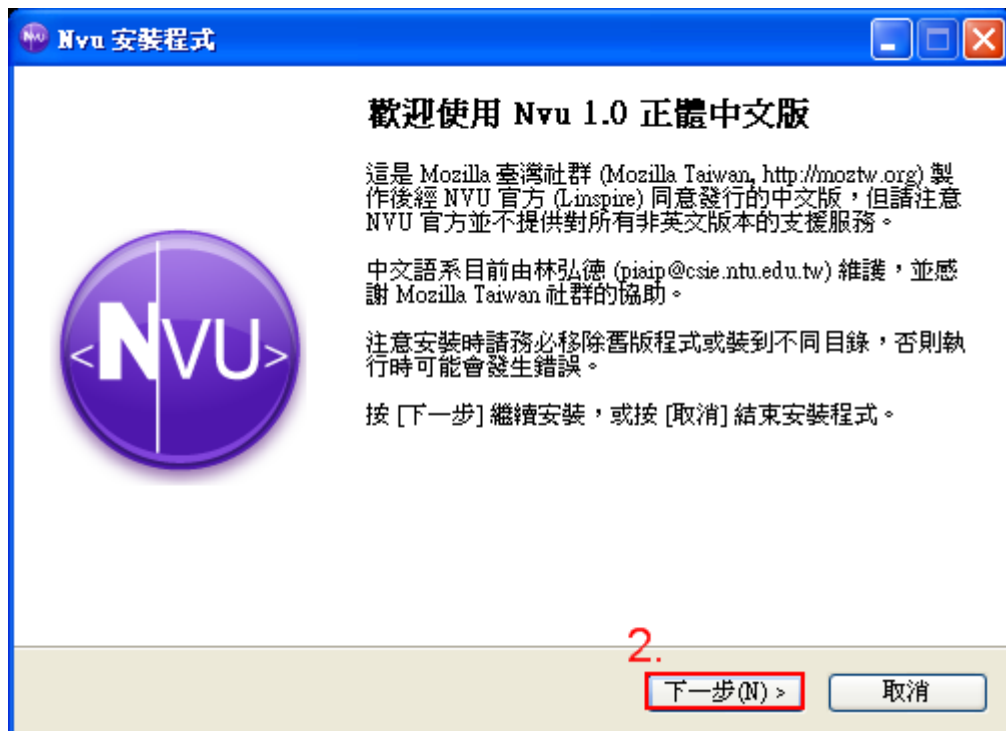 Nvu 安裝程式
歡迎使用 Nvu 1.0 正體中文版
這是 Mozilla 臺灣社群 (Mozilla Taiwan, http://moztw.org) 製
作後經 NVU 官方 (Linspire) 同意發行的中文版，但請注意
NVU 官方並不提供對所有非英文版本的支援服務。
中文語系目前由林弘德 (piaip@csie.ntu.edu.tw) 維護，並感
謝 Mozilla Taiwan 社群的協助。
<NVU>
注意安裝時請務必移除舊版程式或裝到不同目錄，否則執
行時可能會發生錯誤。
按 [下一步] 繼續安裝，或按 [取消] 結束安裝程式。
2.
下一步(N) >
取消